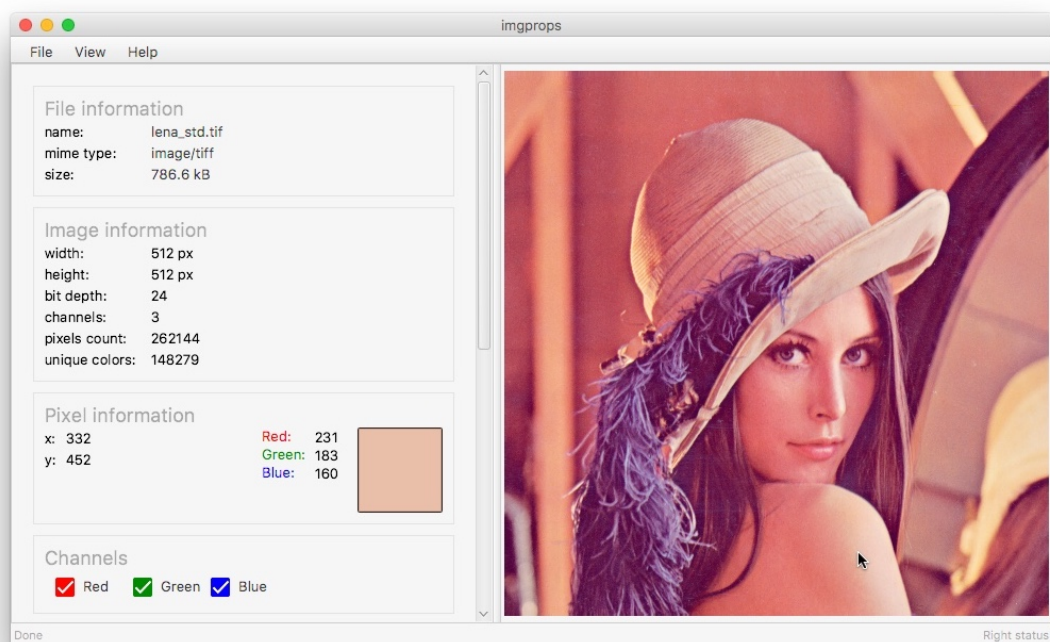 imgprops
File View Help
File information
name: lena_std.tif
mime type: image/tiff
size: 786.6 kB
Image information
width: 512 px
height: 512 px
bit depth: 24
channels: 3
pixels count: 262144
unique colors: 148279
Pixel information
x: 332
y: 452
Red: 231
Green: 183
Blue: 160
Channels
Red Green Blue
Done Right status